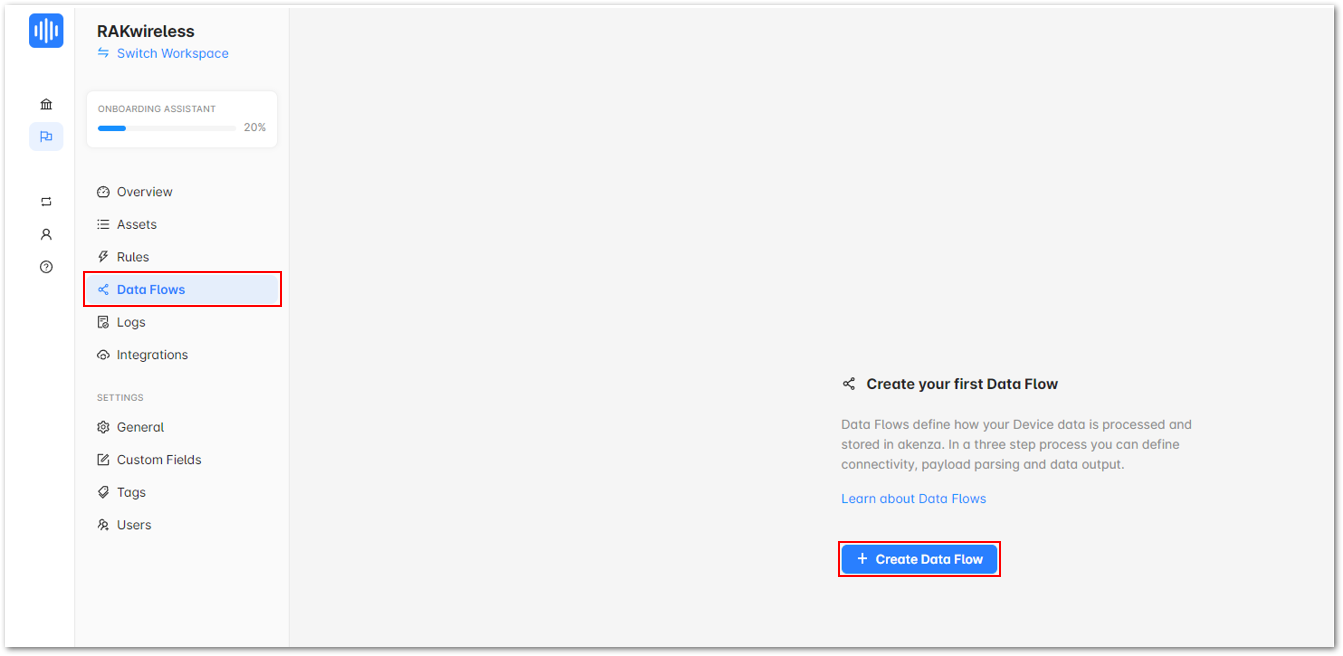 RAKwireless
Switch Workspace
ONBOARDING ASSISTANT
20%
Overview
Assets
Rules
Data Flows
Logs
Integrations
SETTINGS
General
Custom Fields
Tags
Users
Create your first Data Flow
Data Flows define how your Device data is processed and
stored in akenza. In a three step process you can define
connectivity, payload parsing and data output.
Learn about Data Flows
+ Create Data Flow